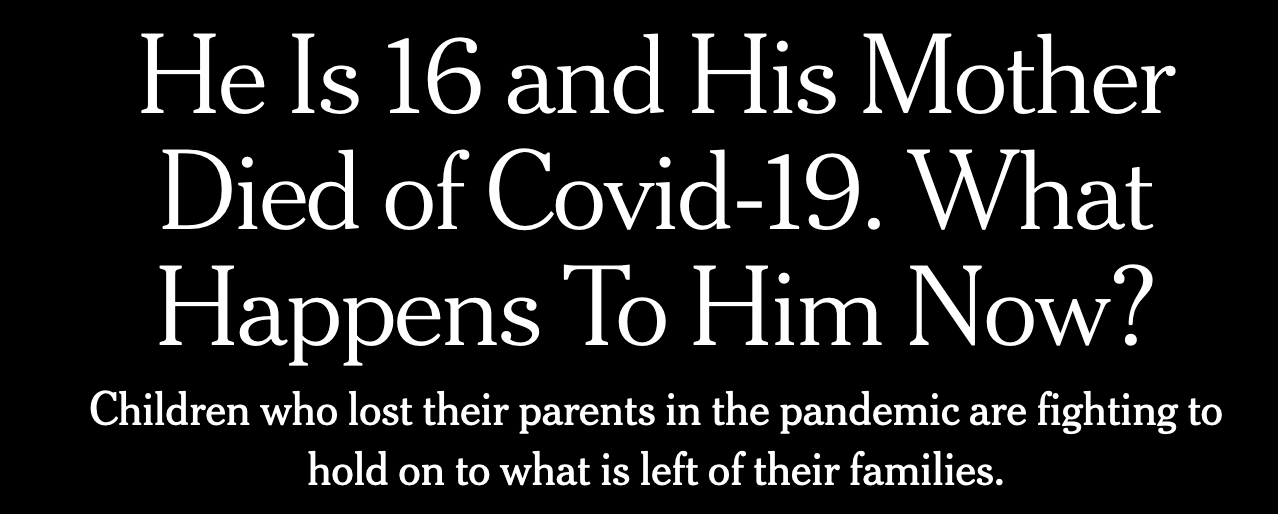 He Is 16 and His Mother
Died of Covid-19. What
Happens To Him Now?
Children who lost their parents in the pandemic are fighting to
hold on to what is left of their families.